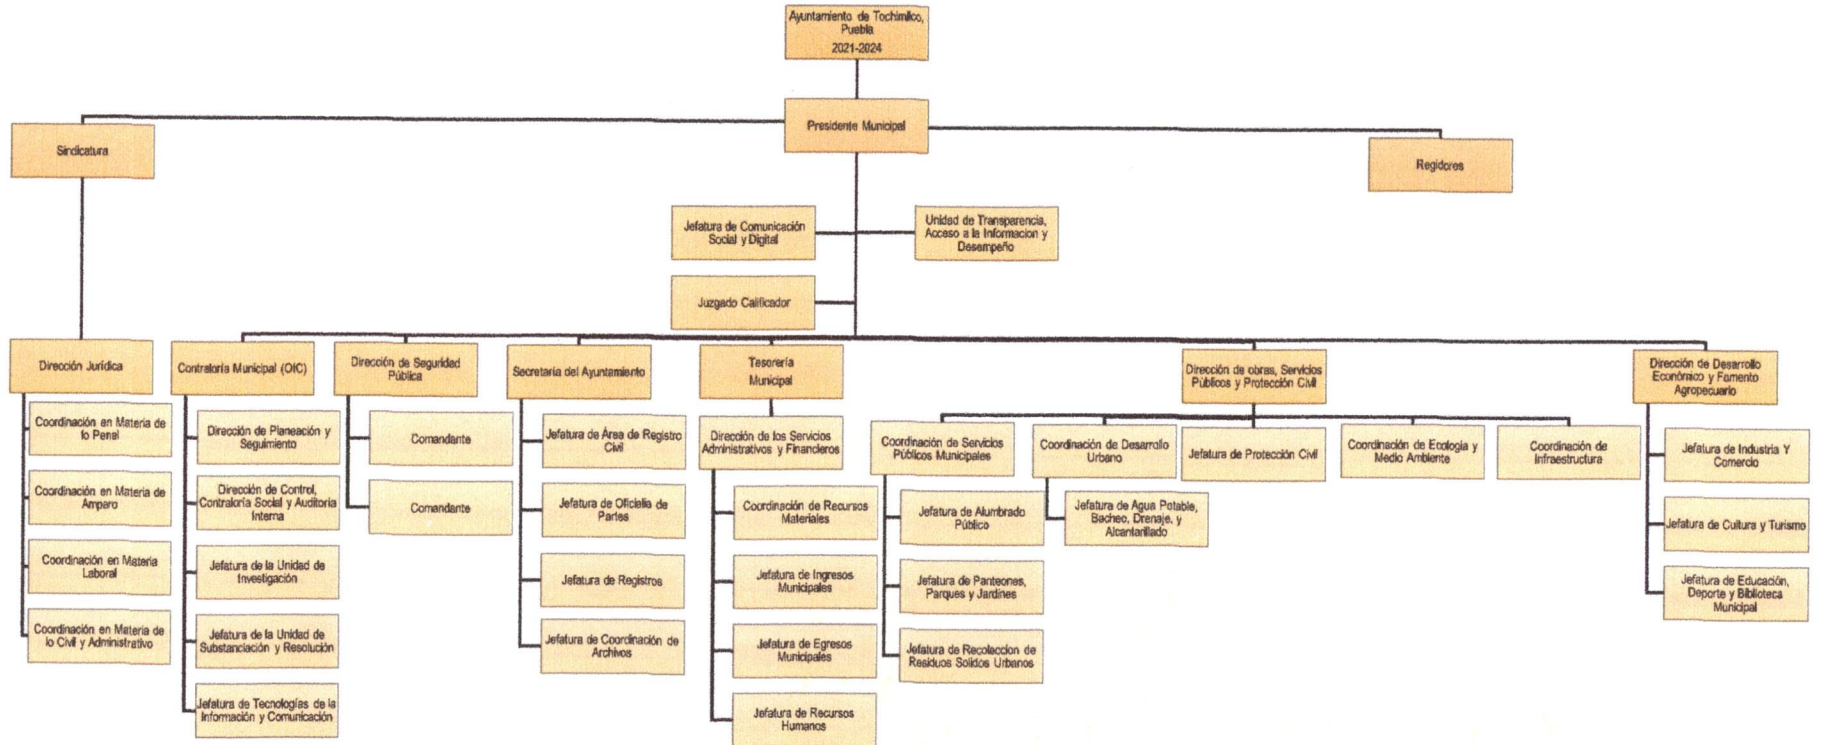 Ayuntamiento de Tochimilco,
Puebla
2021-2024
Presidente Municipal
Sindicatura
Regidores
Jefatura de Comunicación
Social y Digital
Unidad de Transparencia,
Acceso a la Informacion y
Desempeño
Juzgado Calificador
Dirección Jurídica
Contraloría Municipal (OIC)
Dirección de Seguridad
Pública
Secretaría del Ayuntamiento
Tesorería
Municipal
Dirección de obras, Servicios
Públicos y Protección Civil
Dirección de Desarrollo
Económico y Fomento
Agropecuario
Coordinación en Materia de
lo Penal
Coordinación en Materia de
Amparo
Coordinación en Materia
Laboral
Coordinación en Materia de
lo Civil y Administrativo
Dirección de Planeación y
Seguimiento
Dirección de Control,
Contraloría Social y Auditoria
Interna
Jefatura de la Unidad de
Investigación
Jefatura de la Unidad de
Substanciación y Resolución
Jefatura de Tecnologías de la
Información y Comunicación
Comandante
Comandante
Jefatura de Área de Registro
Civil
Jefatura de Oficialia de
Partes
Jefatura de Registros
Jefatura de Coordinación de
Archivos
Dirección de los Servicios
Administrativos y Financieros
Coordinación de Recursos
Materiales
Jefatura de Ingresos
Municipales
Jefatura de Egresos
Municipales
Jefatura de Recursos
Humanos
Coordinación de Servicios
Públicos Municipales
Jefatura de Alumbrado
Público
Jefatura de Panteones,
Parques y Jardines
Jefatura de Recoleccion de
Residuos Solidos Urbanos
Coordinación de Desarrollo
Urbano
Jefatura de Agua Potable,
Bacheo, Drenaje, y
Alcantarillado
Jefatura de Protección Civil
Coordinación de Ecología y
Medio Ambiente
Coordinación de
Infraestructura
Jefatura de Industria Y
Comercio
Jefatura de Cultura y Turismo
Jefatura de Educación,
Deporte y Biblioteca
Municipal